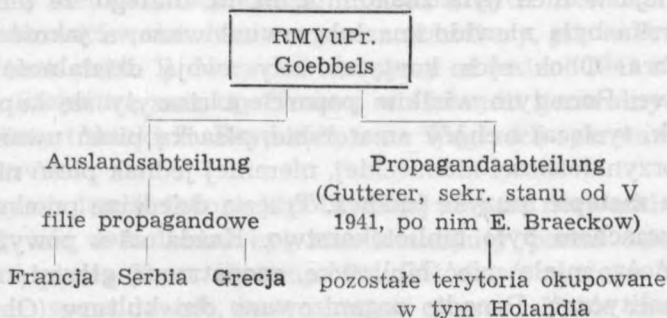 RMVuPr.
Goebbels
Auslandsabteilung
filie propagandowe
Francja Serbia Grecja
Propagandaabteilung
(Gutterer, sekr. stanu od V
1941, po nim E. Braeckow)
pozostałe terytoria okupowane
w tym Holandia